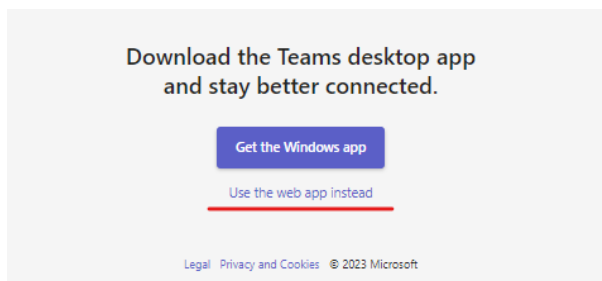 Download the Teams desktop app
and stay better connected.
Get the Windows app
Use the web app instead
Legal Privacy and Cookies © 2023 Microsoft